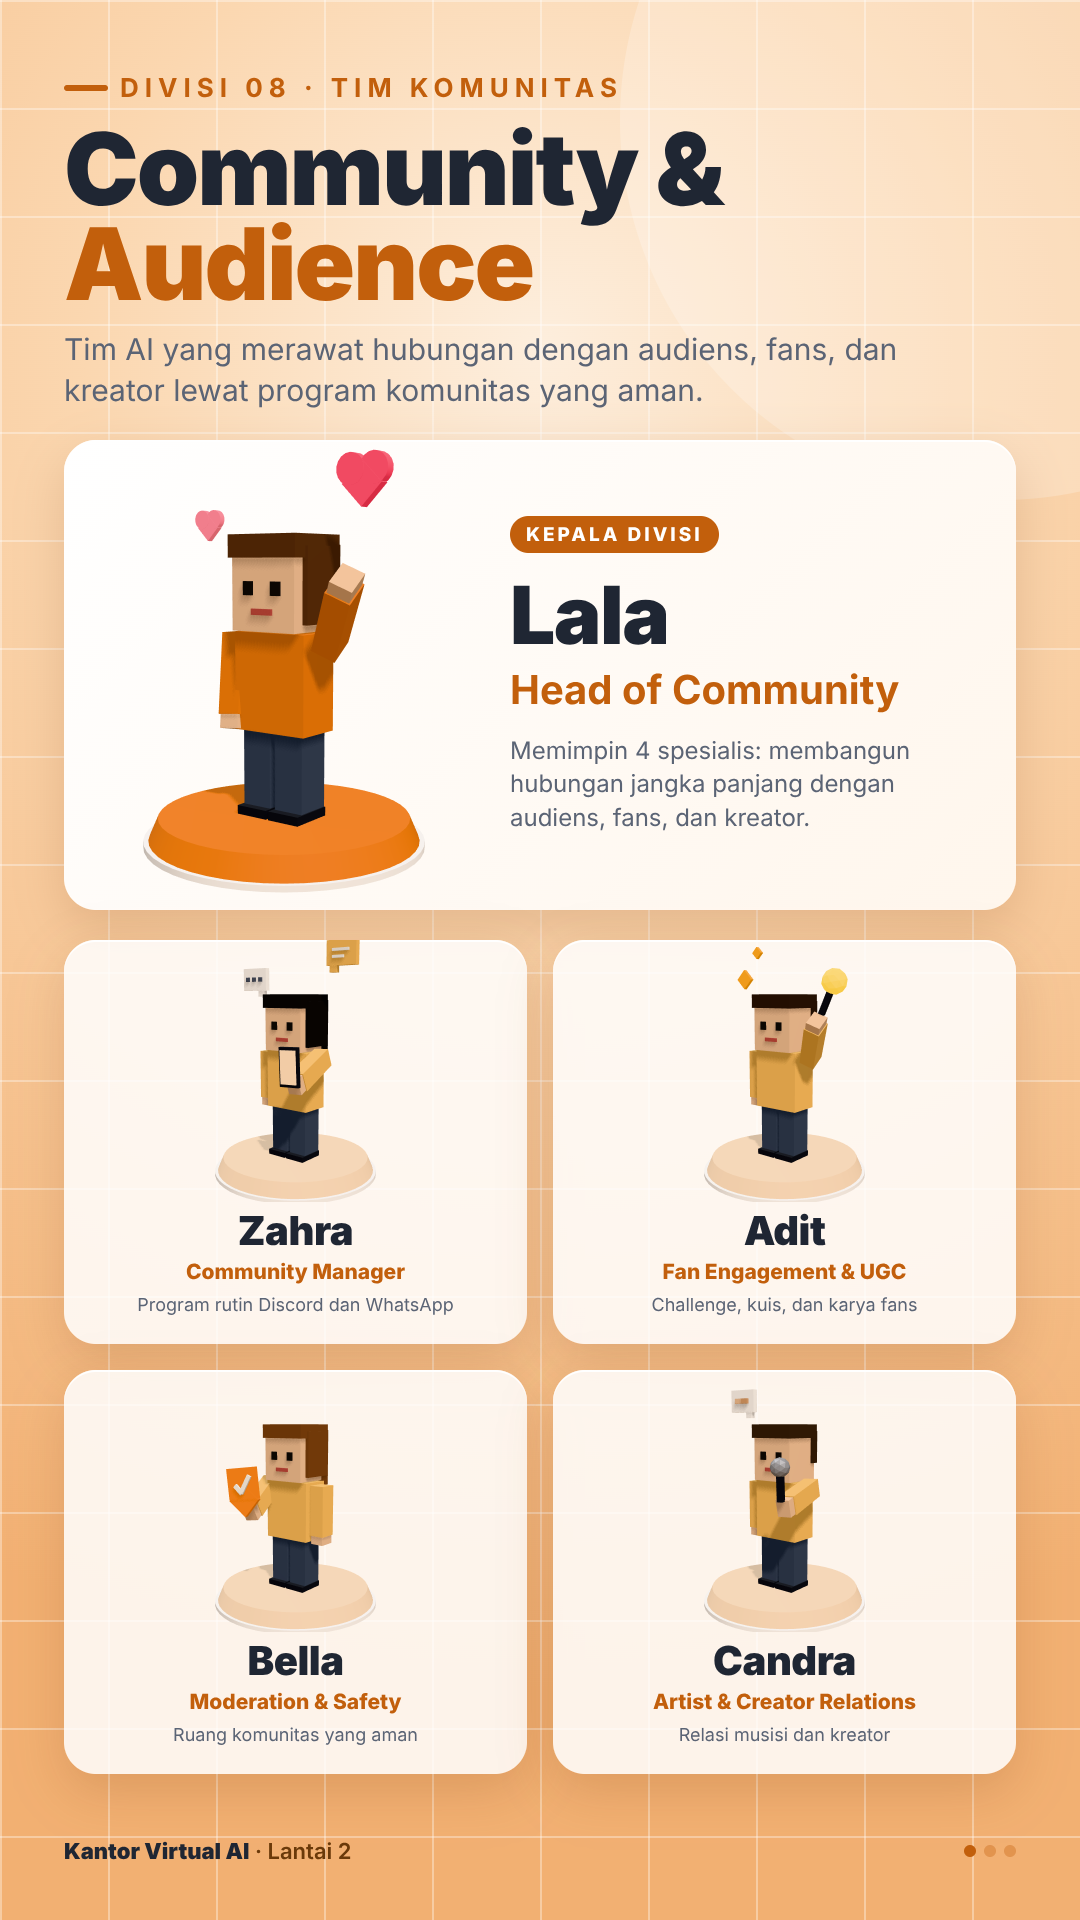 DIVISI 08 · TIM KOMUNITAS
Community &
Audience
Tim AI yang merawat hubungan dengan audiens, fans, dan
kreator lewat program komunitas yang aman.
KEPALA DIVISI
Lala
Head of Community
Memimpin 4 spesialis: membangun
hubungan jangka panjang dengan
audiens, fans, dan kreator.
Zahra
Community Manager
Program rutin Discord dan WhatsApp
Adit
Fan Engagement & UGC
Challenge, kuis, dan karya fans
Bella
Moderation & Safety
Ruang komunitas yang aman
Candra
Artist & Creator Relations
Relasi musisi dan kreator
Kantor Virtual AI · Lantai 2